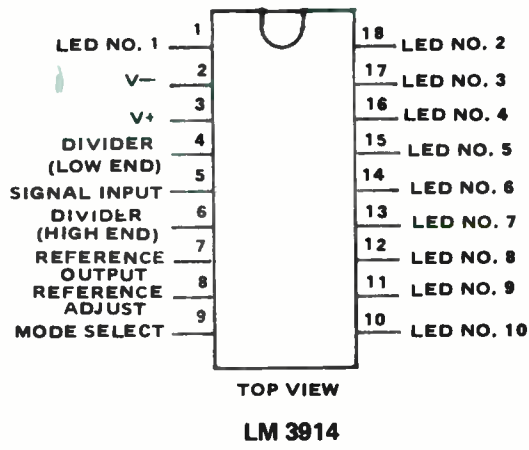 1
LED NO. 1
2
V–
3
V+
4
DIVIDER
(LOW END)
5
SIGNAL INPUT
6
DIVIDER
(HIGH END)
7
REFERENCE
OUTPUT
8
REFERENCE
ADJUST
9
MODE SELECT
18
LED NO. 2
17
LED NO. 3
16
LED NO. 4
15
LED NO. 5
14
LED NO. 6
13
LED NO. 7
12
LED NO. 8
11
LED NO. 9
10
LED NO. 10
TOP VIEW
LM 3914